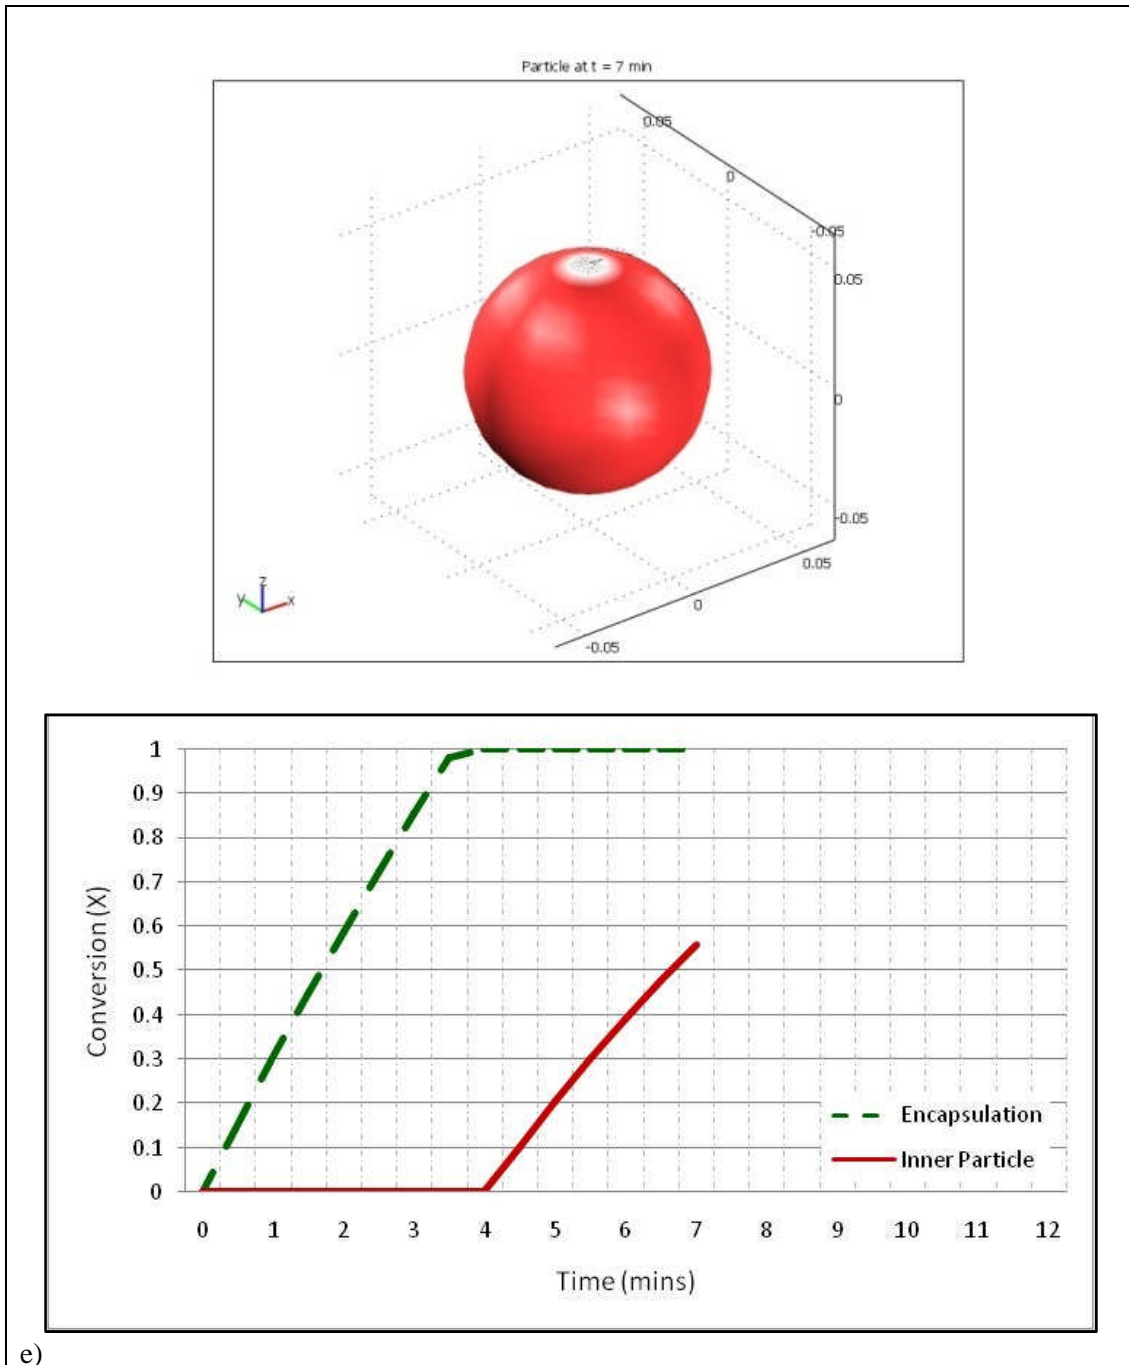 Particle at t = 7 min
0.05
0
-0.05
0.05
0
-0.05
0.05
0
-0.05
z
y
x
1
0.9
0.8
0.7
0.6
0.5
0.4
0.3
0.2
0.1
0
Conversion (X)
Encapsulation
Inner Particle
0 1 2 3 4 5 6 7 8 9 10 11 12
Time (mins)
e)